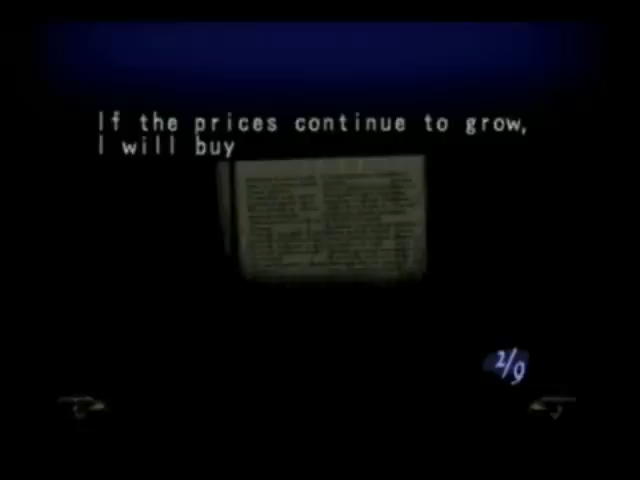 If the prices continue to grow,
I will buy
2/9